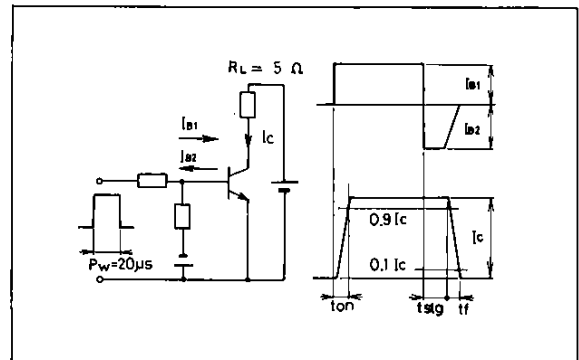 RL = 5 Ω
IB1
IB2
Ic
Pw=20μs
IB1
IB2
0.9 Ic
0.1 Ic
Ic
ton
tstg
tf